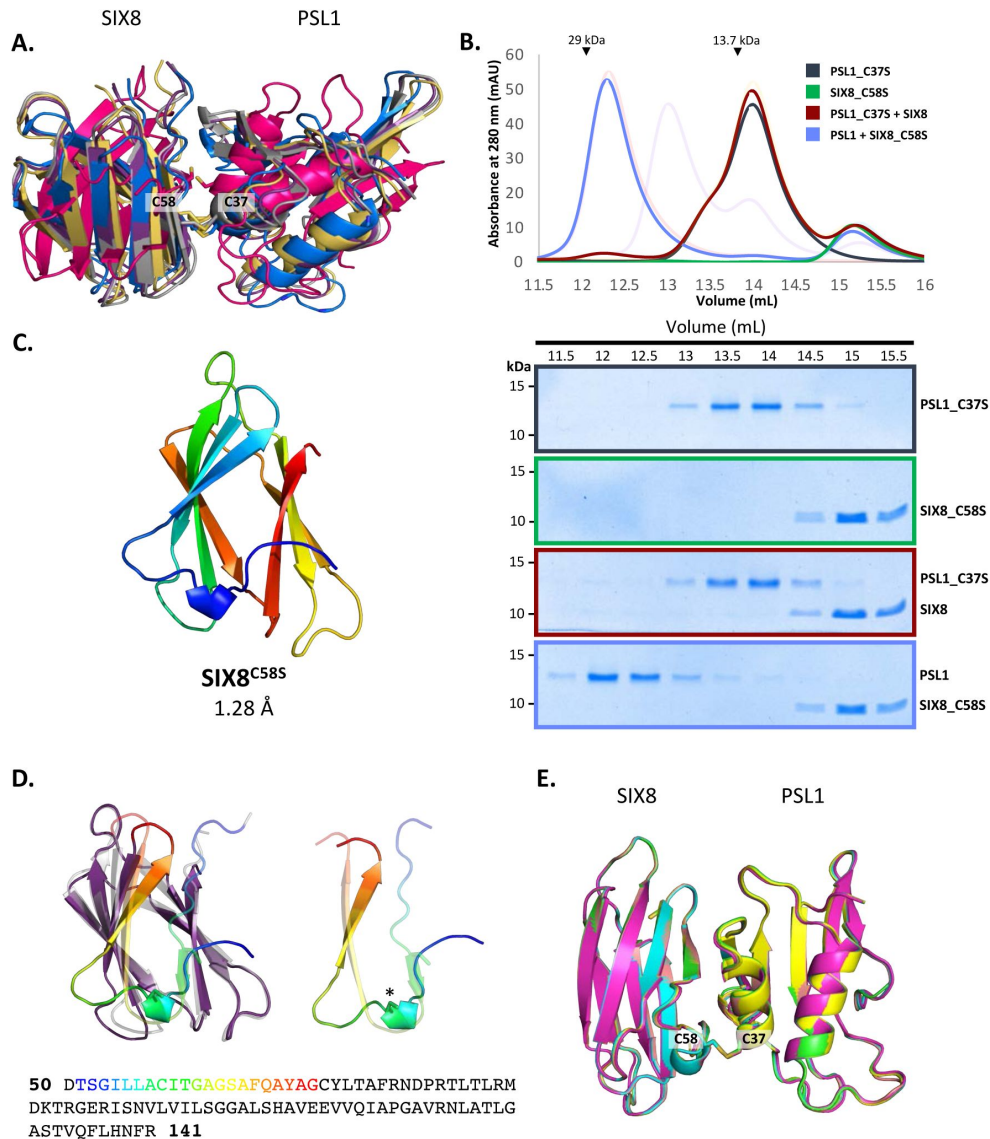 SIX8
PSL1
A.
C58
C37
B.
29 kDa
13.7 kDa
Absorbance at 280 nm (mAU)
60
50
40
30
20
10
0
PSL1_C37S
SIX8_C58S
PSL1_C37S + SIX8
PSL1 + SIX8_C58S
11.5 12 12.5 13 13.5 14 14.5 15 15.5 16
Volume (mL)
Volume (mL)
kDa
11.5 12 12.5 13 13.5 14 14.5 15 15.5
15
10
PSL1_C37S
15
10
SIX8_C58S
15
10
PSL1_C37S
SIX8
15
10
PSL1
SIX8_C58S
C.
SIX8C58S
1.28 Å
D.
*
50 DTSGILLACITGAGSAFQAYAGCYLTAFRNDPRTLTLRM
DKTRGERISNVLVILSGGALSHAVEEVVQIAPGAVRNLATLG
ASTVQFLHNFR 141
E.
SIX8
PSL1
C58
C37